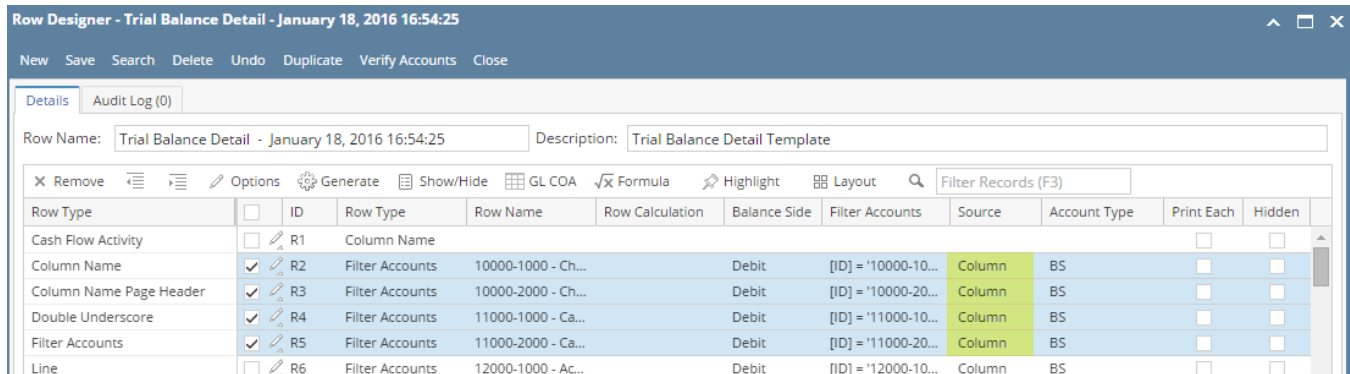 Row Designer - Trial Balance Detail - January 18, 2016 16:54:25
New Save Search Delete Undo Duplicate Verify Accounts Close
Details Audit Log (0)
Row Name: Trial Balance Detail - January 18, 2016 16:54:25 Description: Trial Balance Detail Template
Remove Options Generate Show/Hide GL COA Formula Highlight Layout Filter Records (F3)
Row Type ID Row Type Row Name Row Calculation Balance Side Filter Accounts Source Account Type Print Each Hidden
Cash Flow Activity R1 Column Name
Column Name R2 Filter Accounts 10000-1000 - Ch... Debit [ID] = '10000-10... Column BS
Column Name Page Header R3 Filter Accounts 10000-2000 - Ch... Debit [ID] = '10000-20... Column BS
Double Underscore R4 Filter Accounts 11000-1000 - Ca... Debit [ID] = '11000-10... Column BS
Filter Accounts R5 Filter Accounts 11000-2000 - Ca... Debit [ID] = '11000-20... Column BS
Line R6 Filter Accounts 12000-1000 - Ac... Debit [ID] = '12000-10... Column BS